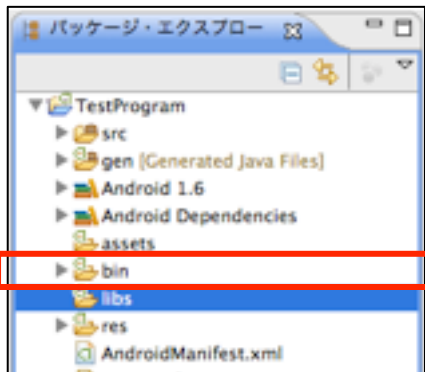 パッケージ・エクスプロー
TestProgram
src
gen [Generated Java Files]
Android 1.6
Android Dependencies
assets
bin
libs
res
AndroidManifest.xml